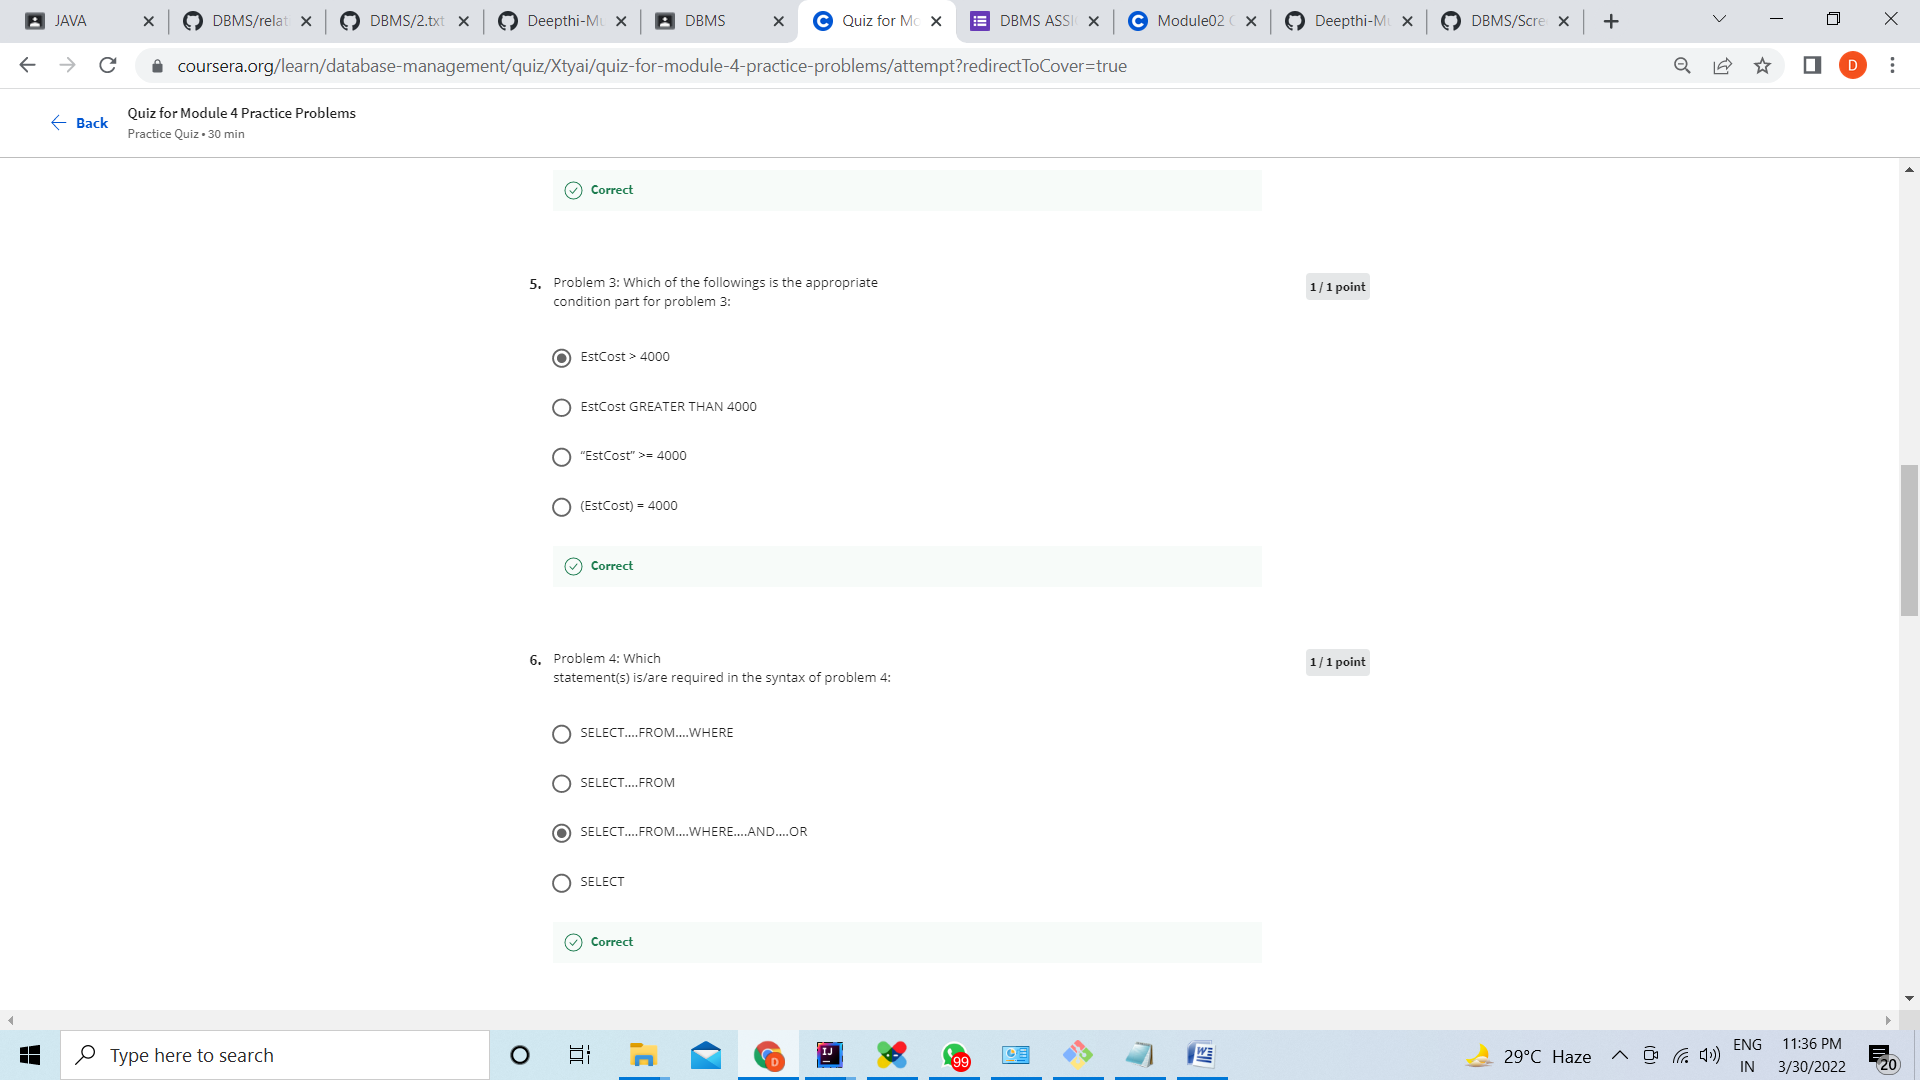 JAVA
DBMS/relat
DBMS/2.txt
Deepthi-Mu
DBMS
Quiz for Mo
DBMS ASSI
Module02
Deepthi-Mu
DBMS/Scre
coursera.org/learn/database-management/quiz/Xtyai/quiz-for-module-4-practice-problems/attempt?redirectToCover=true
D
Back
Quiz for Module 4 Practice Problems
Practice Quiz • 30 min
Correct
5. Problem 3: Which of the followings is the appropriate
condition part for problem 3:
1 / 1 point
EstCost > 4000
EstCost GREATER THAN 4000
“EstCost” >= 4000
(EstCost) = 4000
Correct
6. Problem 4: Which
statement(s) is/are required in the syntax of problem 4:
1 / 1 point
SELECT....FROM....WHERE
SELECT....FROM
SELECT....FROM....WHERE....AND....OR
SELECT
Correct
Type here to search
D
IJ
99
W
29°C Haze
ENG
IN
11:36 PM
3/30/2022
20